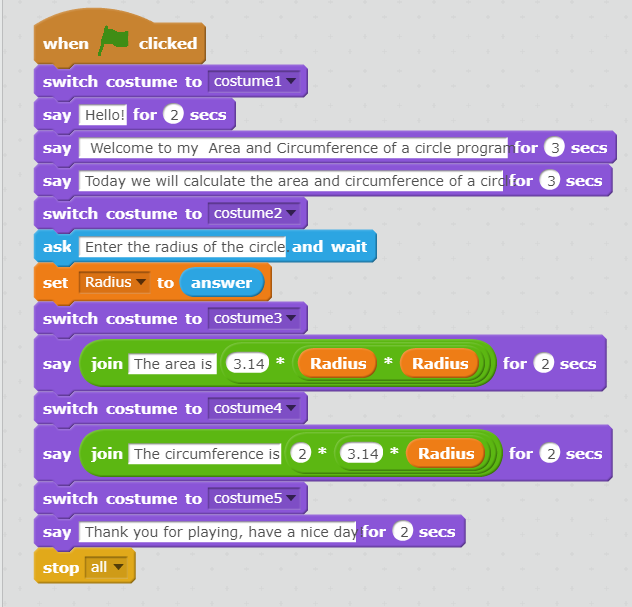 when clicked
switch costume to costume1
say Hello! for 2 secs
say Welcome to my Area and Circumference of a circle program for 3 secs
say Today we will calculate the area and circumference of a circl for 3 secs
switch costume to costume2
ask Enter the radius of the circle and wait
set Radius to answer
switch costume to costume3
say join The area is 3.14 * Radius * Radius for 2 secs
switch costume to costume4
say join The circumference is 2 * 3.14 * Radius for 2 secs
switch costume to costume5
say Thank you for playing, have a nice day for 2 secs
stop all